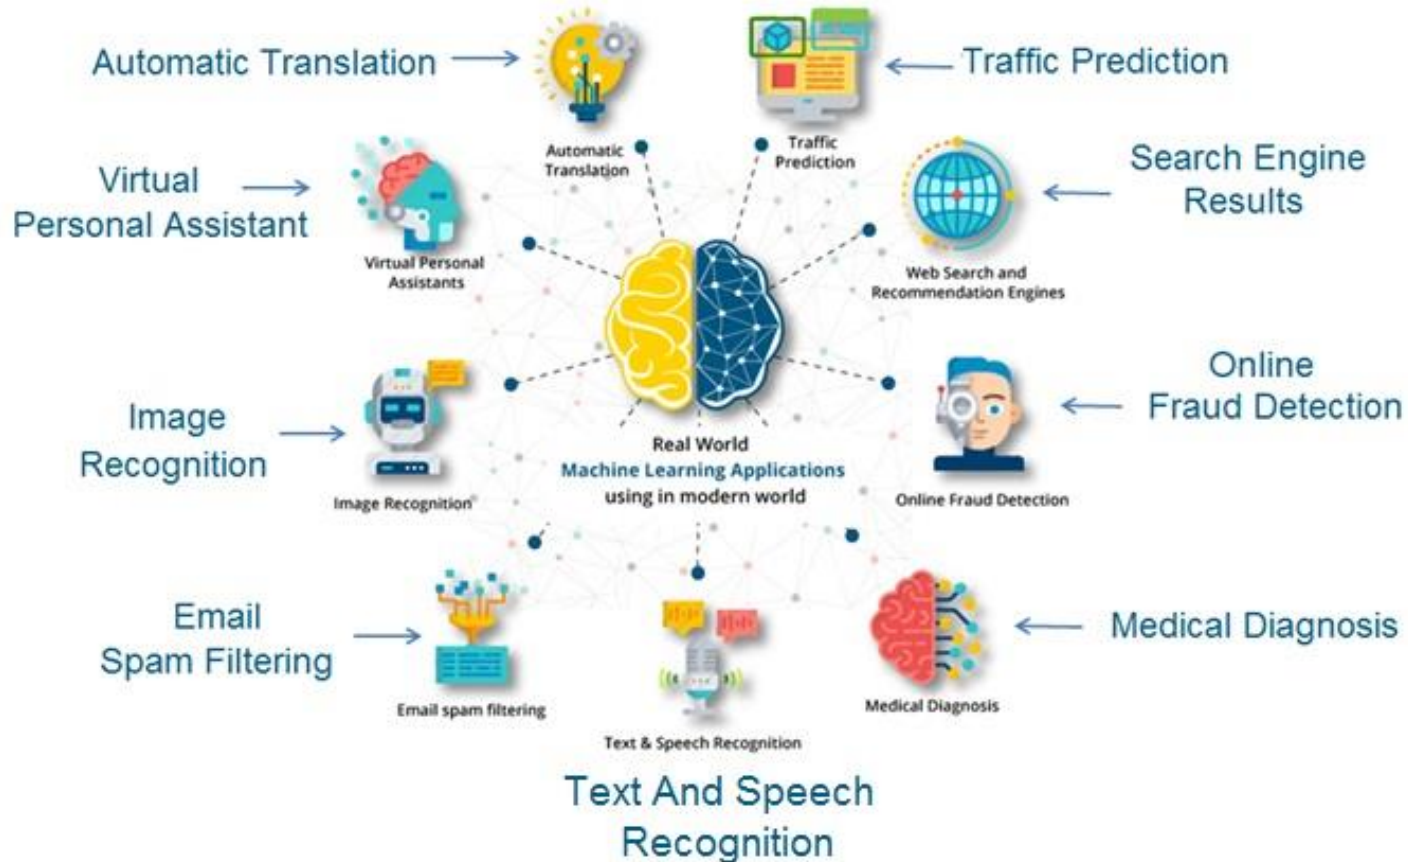 Automatic Translation
Traffic Prediction
Automatic
Translation
Traffic
Prediction
Virtual
Personal Assistant
Search Engine
Results
Virtual Personal
Assistants
Web Search and
Recommendation Engines
Image
Recognition
Online
Fraud Detection
Real World
Machine Learning Applications
using in modern world
Image Recognition
Online Fraud Detection
Email
Spam Filtering
Medical Diagnosis
Email spam filtering
Medical Diagnosis
Text & Speech Recognition
Text And Speech
Recognition